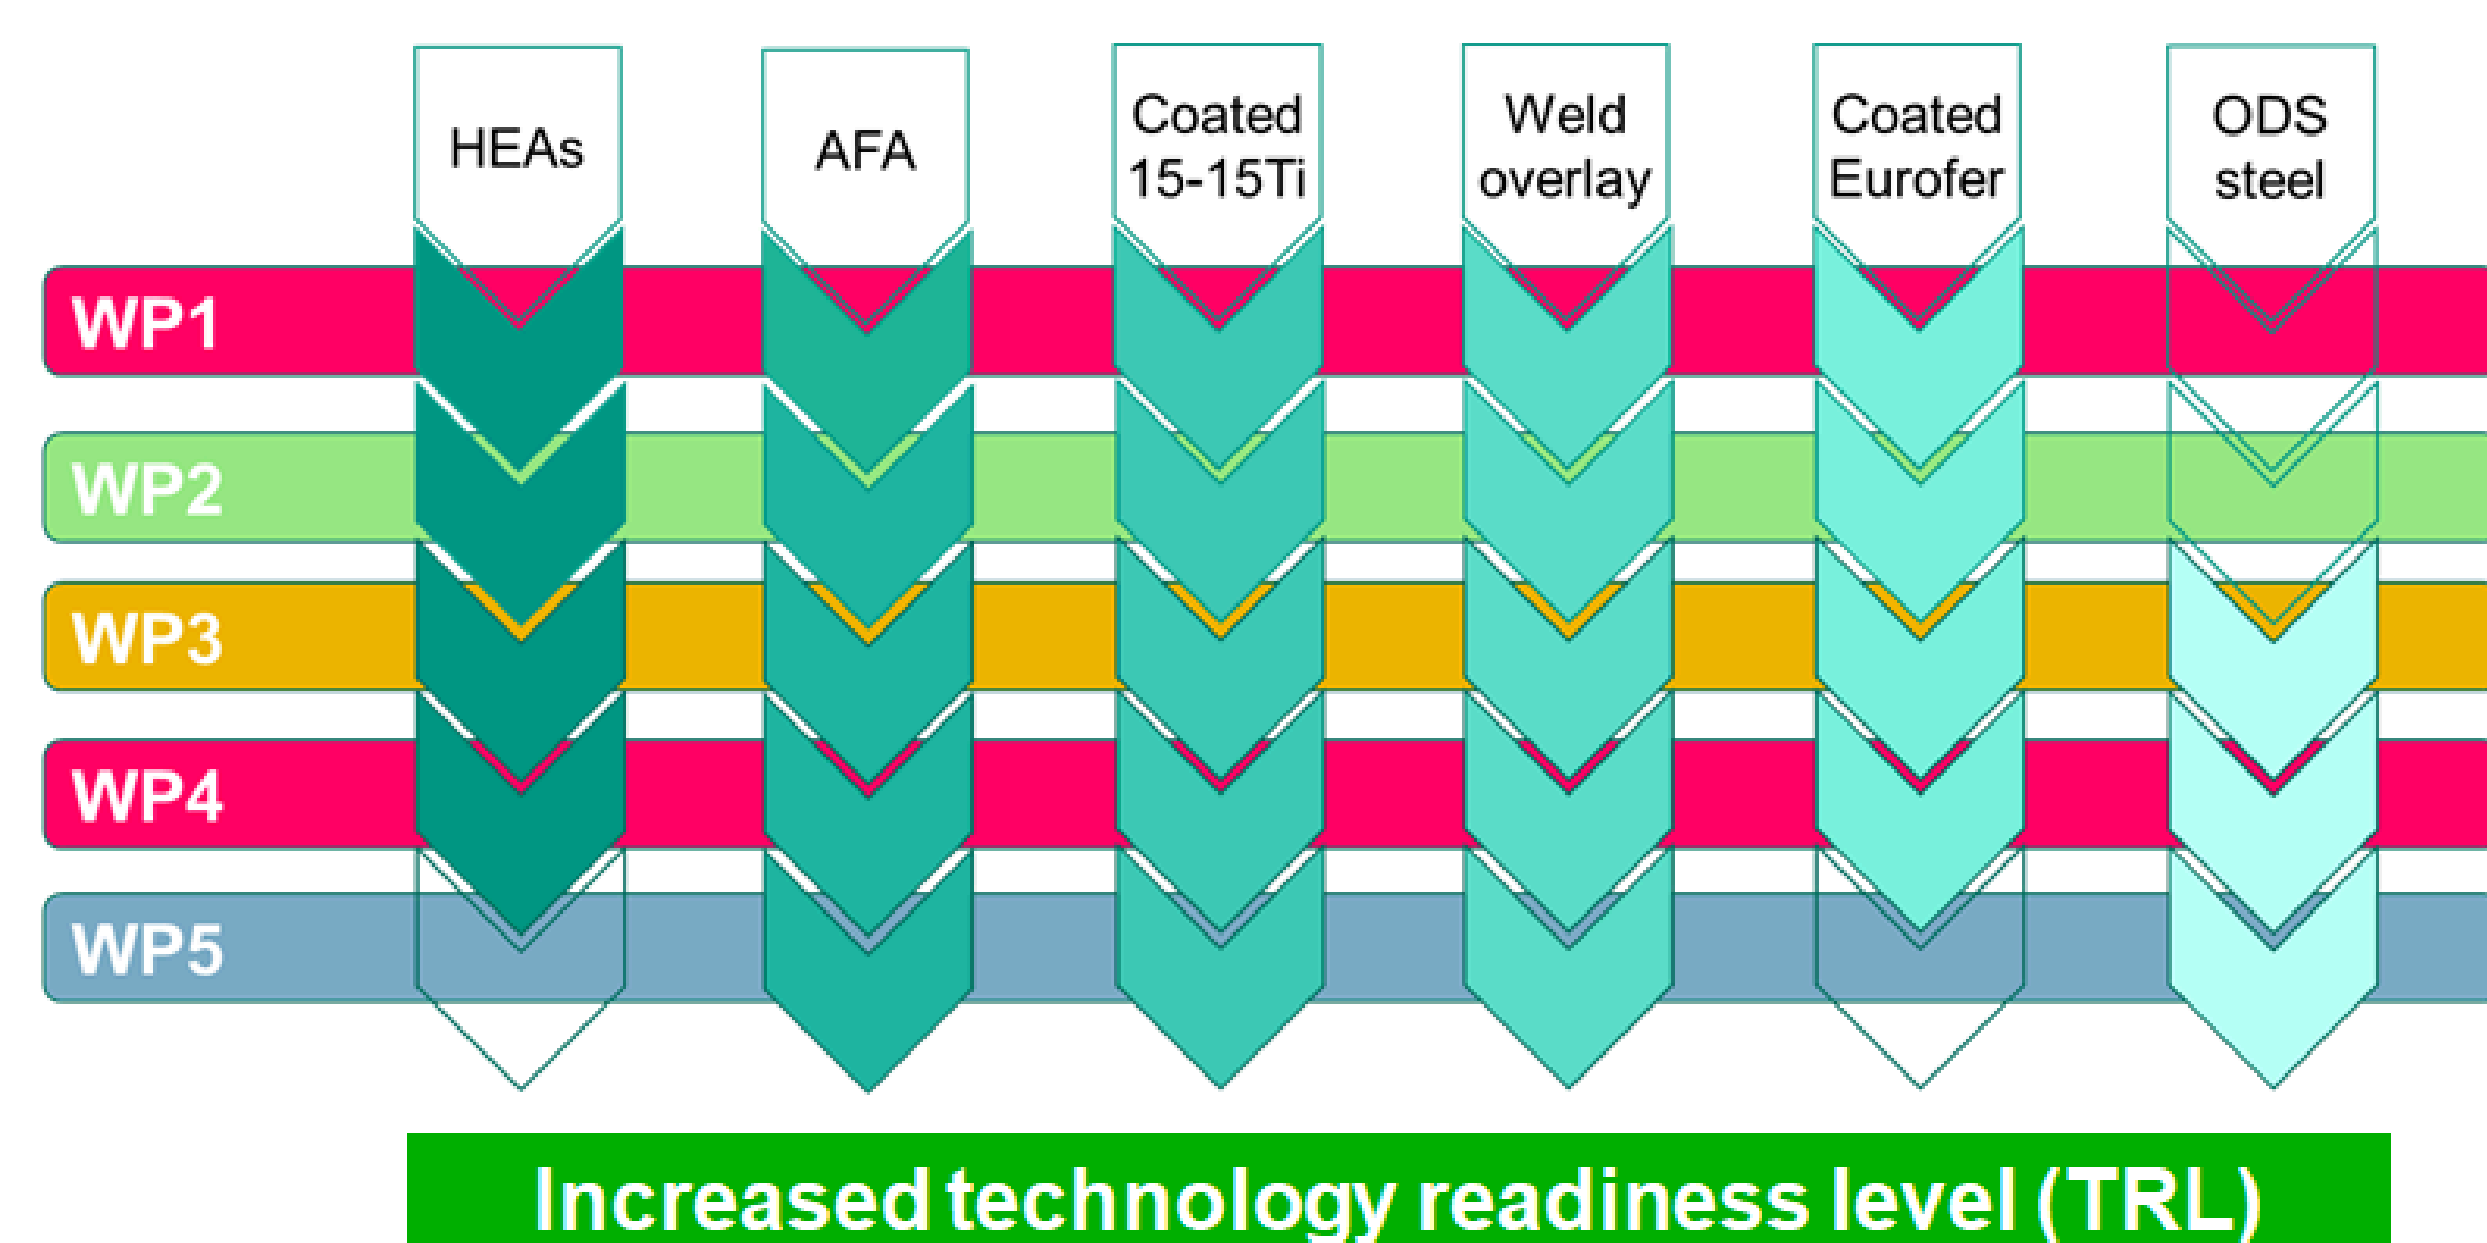 HEAs
AFA
Coated
15-15Ti
Weld
overlay
Coated
Eurofer
ODS
steel
WP1
WP2
WP3
WP4
WP5
Increased technology readiness level (TRL)